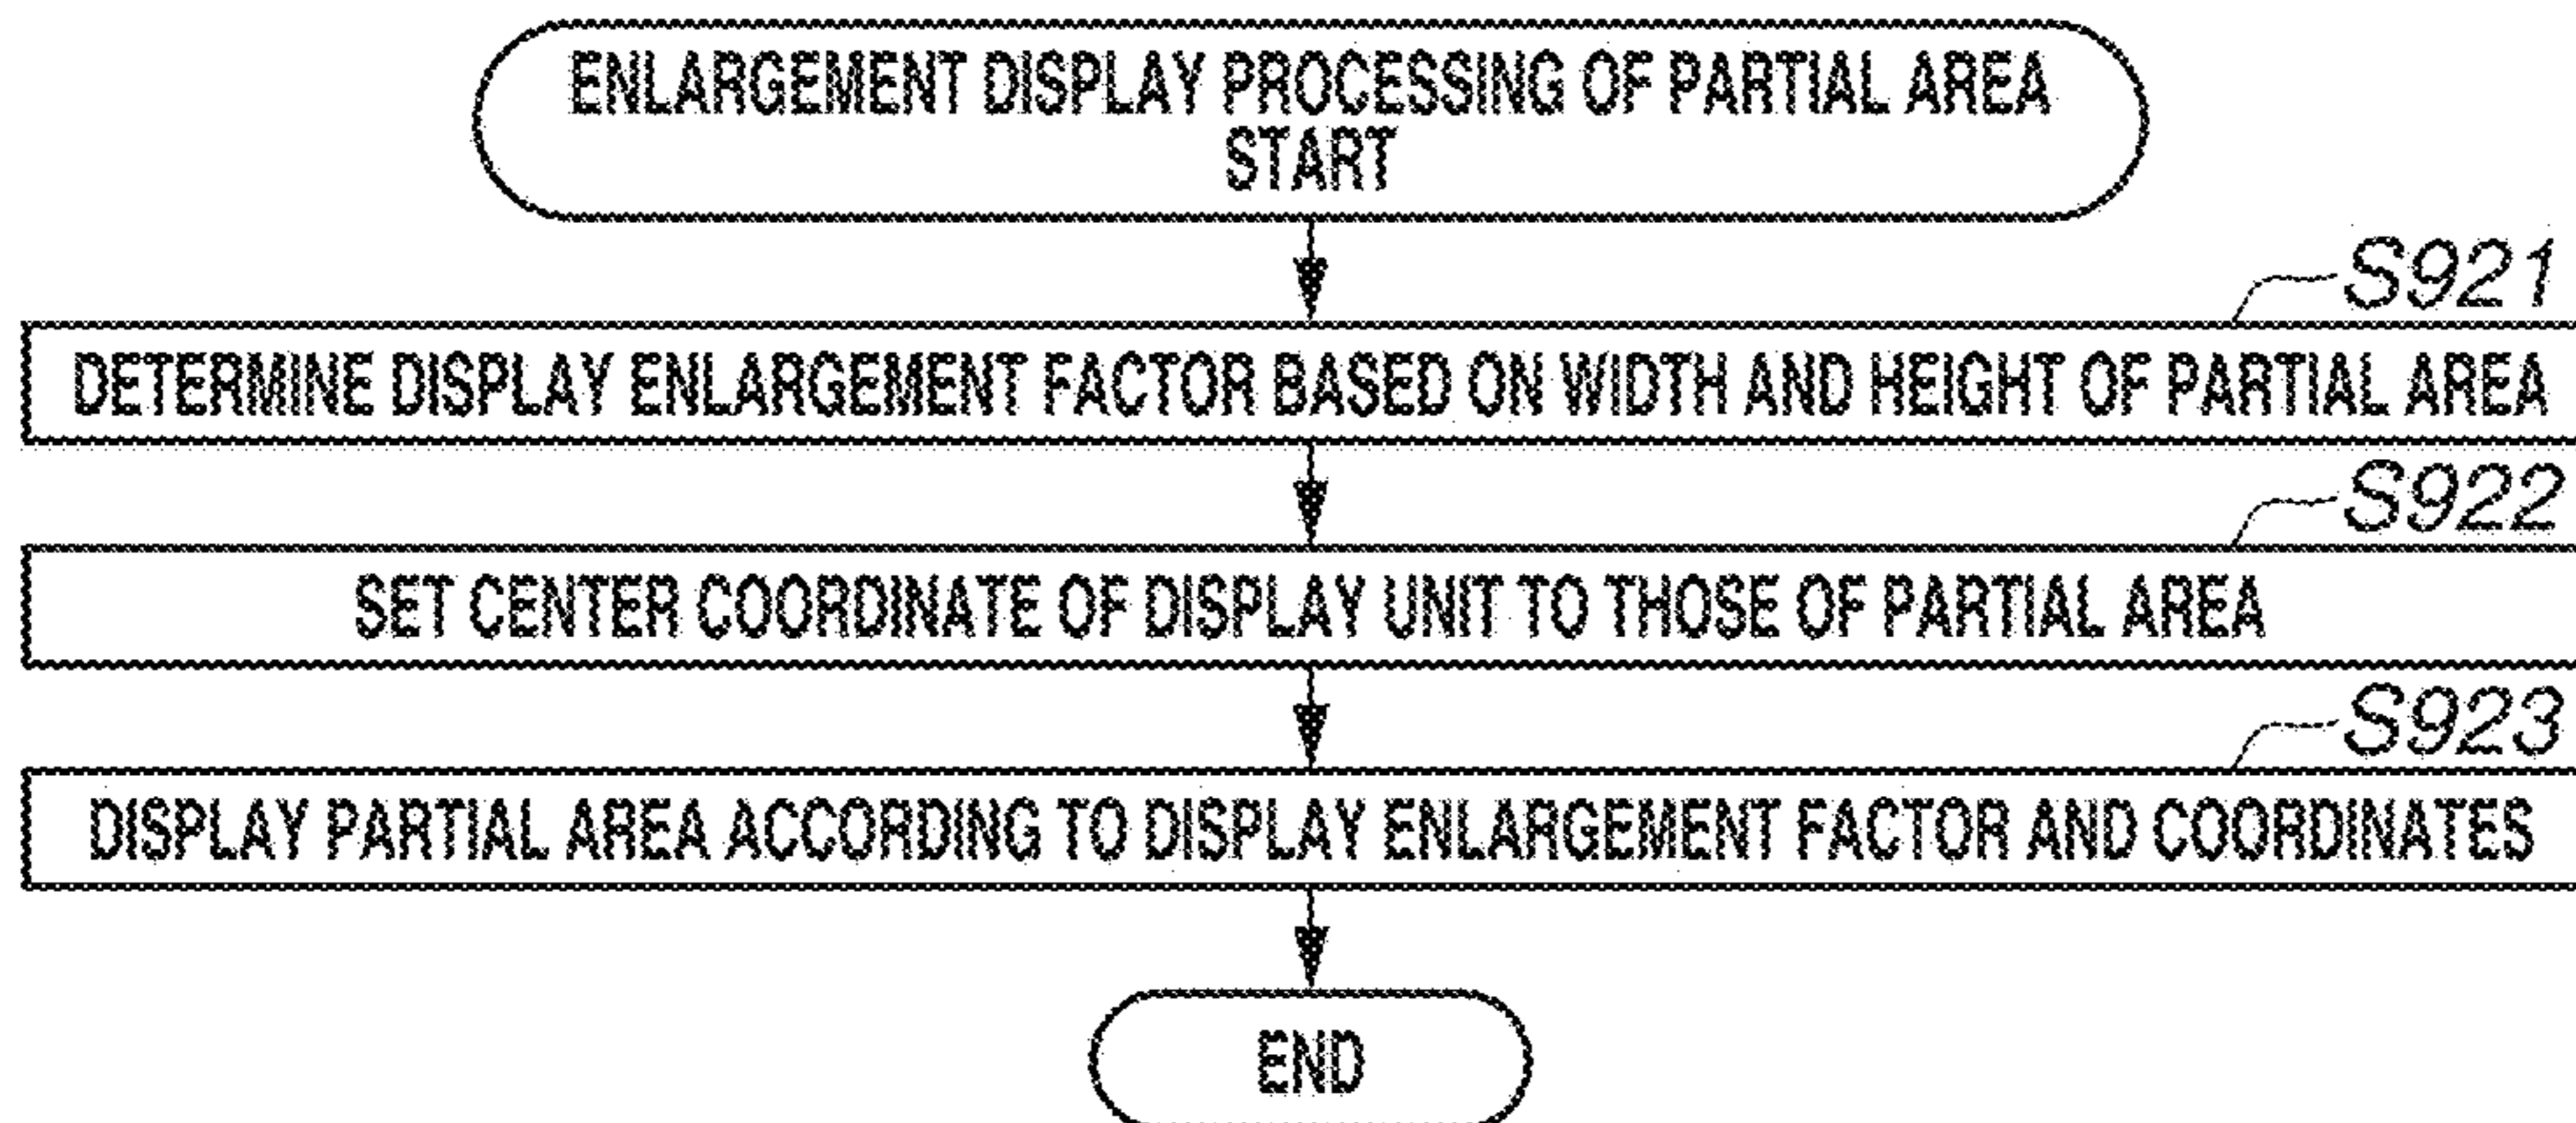 ENLARGEMENT DISPLAY PROCESSING OF PARTIAL AREA
START
S921
DETERMINE DISPLAY ENLARGEMENT FACTOR BASED ON WIDTH AND HEIGHT OF PARTIAL AREA
S922
SET CENTER COORDINATE OF DISPLAY UNIT TO THOSE OF PARTIAL AREA
S923
DISPLAY PARTIAL AREA ACCORDING TO DISPLAY ENLARGEMENT FACTOR AND COORDINATES
END